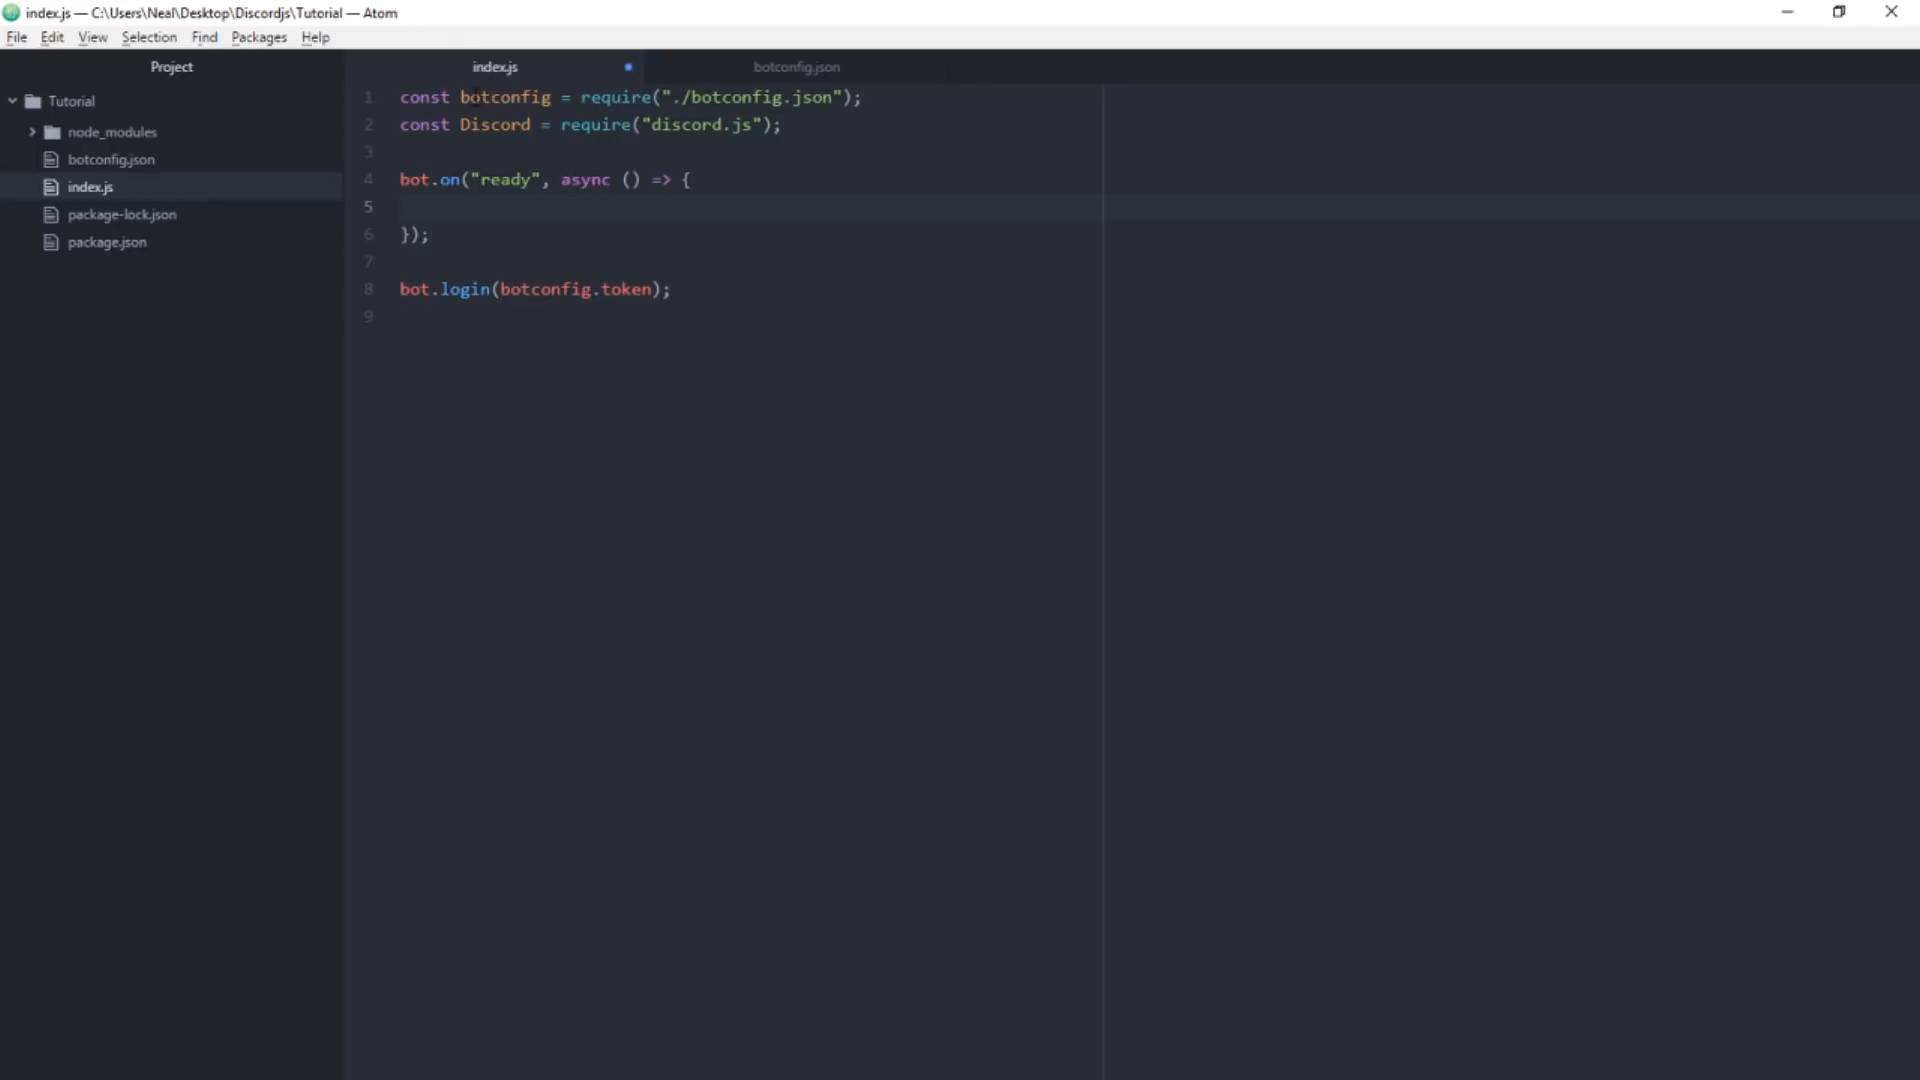 index.js — C:\Users\Neal\Desktop\Discordjs\Tutorial — Atom
File Edit View Selection Find Packages Help
Project
index.js
botconfig.json
Tutorial
node_modules
botconfig.json
index.js
package-lock.json
package.json
1 const botconfig = require("./botconfig.json");
2 const Discord = require("discord.js");
3
4 bot.on("ready", async () => {
5
6 });
7
8 bot.login(botconfig.token);
9